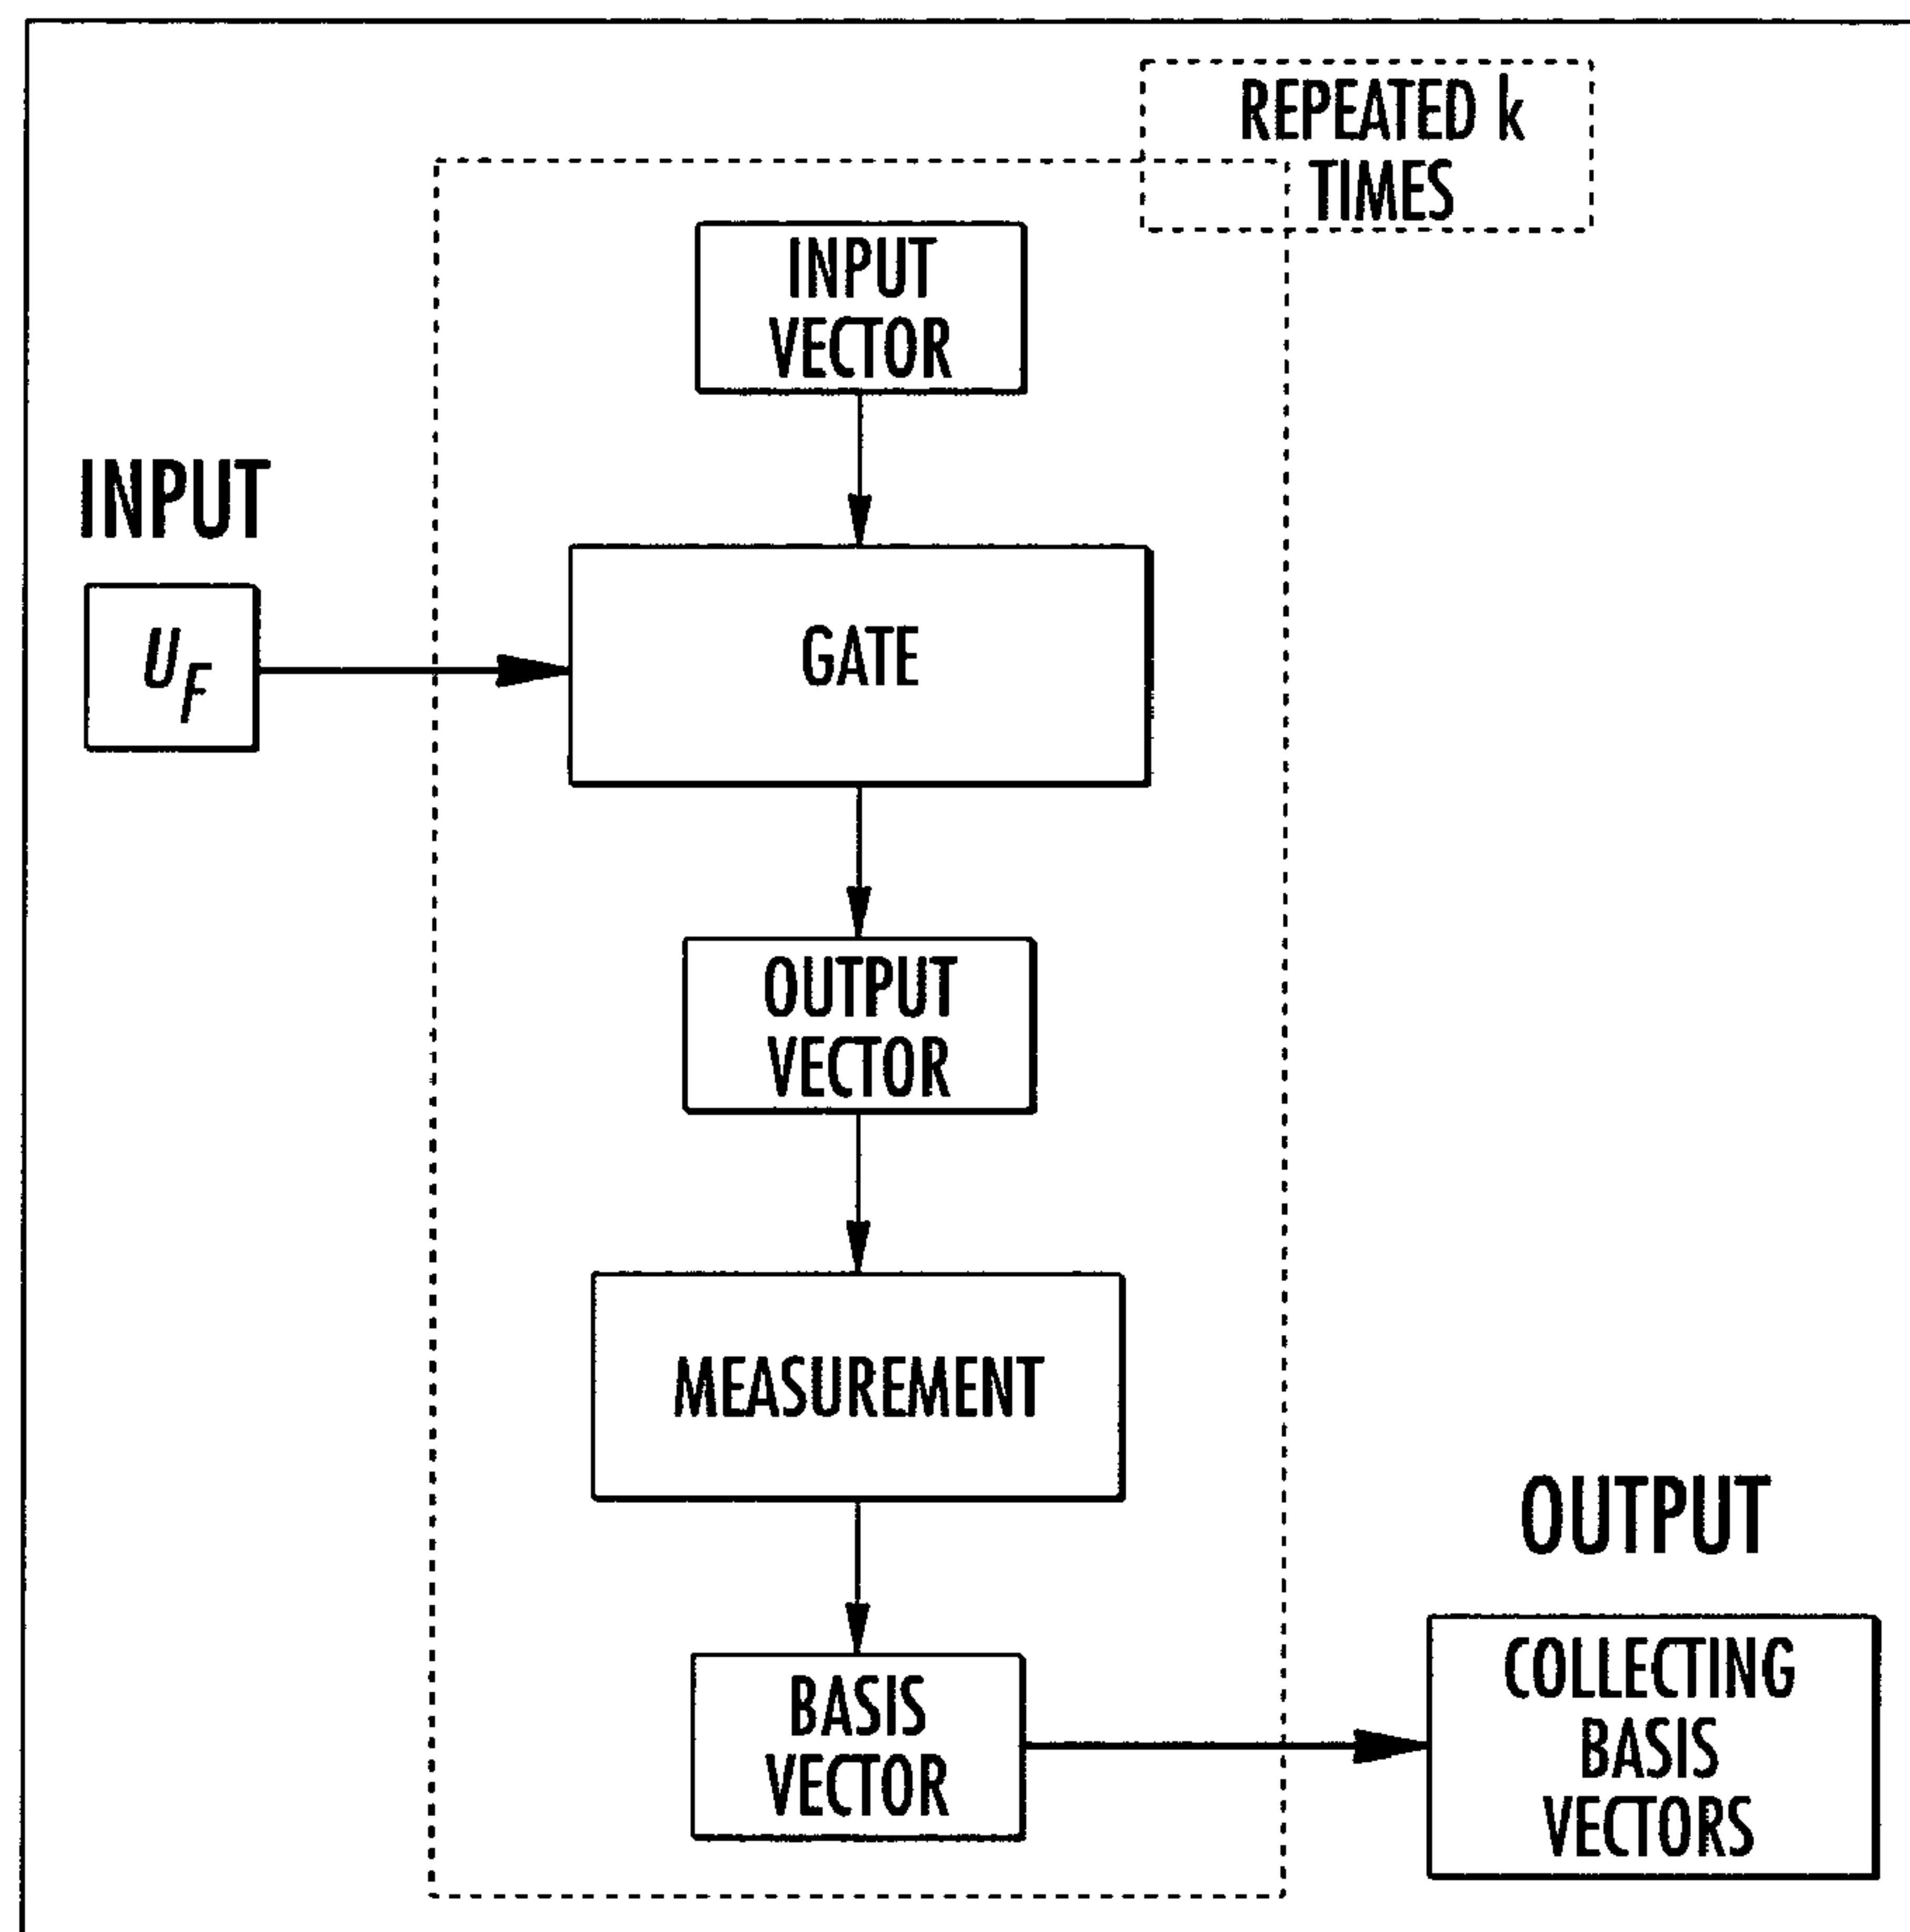 REPEATED k
TIMES
INPUT
VECTOR
INPUT
U_F
GATE
OUTPUT
VECTOR
MEASUREMENT
OUTPUT
BASIS
VECTOR
COLLECTING
BASIS
VECTORS